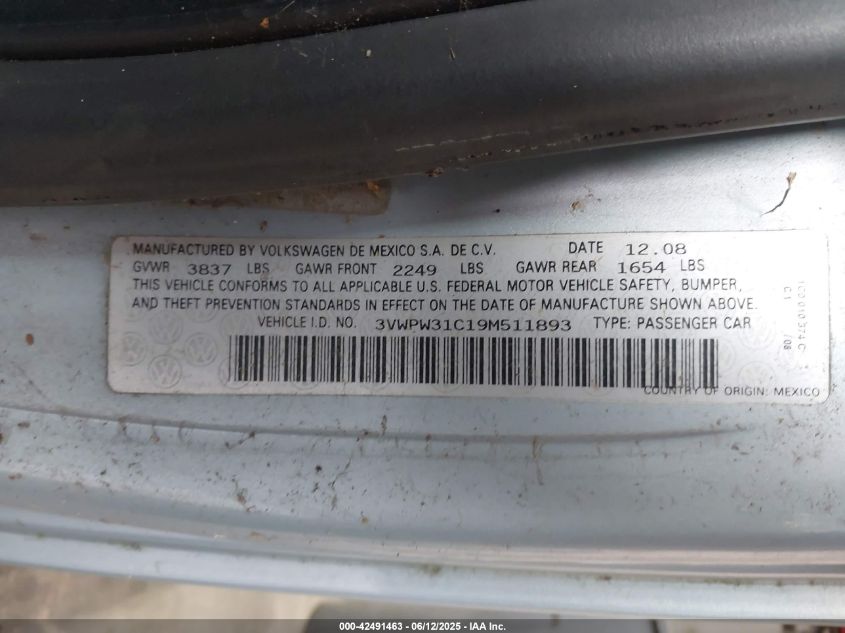 MANUFACTURED BY VOLKSWAGEN DE MEXICO S.A. DE C.V. DATE 12.08
GVWR 3837 LBS GAWR FRONT 2249 LBS GAWR REAR 1654 LBS
THIS VEHICLE CONFORMS TO ALL APPLICABLE U.S. FEDERAL MOTOR VEHICLE SAFETY, BUMPER,
AND THEFT PREVENTION STANDARDS IN EFFECT ON THE DATE OF MANUFACTURE SHOWN ABOVE.
VEHICLE I.D. NO. 3VWPW31C19M511893 TYPE: PASSENGER CAR
COUNTRY OF ORIGIN: MEXICO
000-42491463 - 06/12/2025 - IAA Inc.